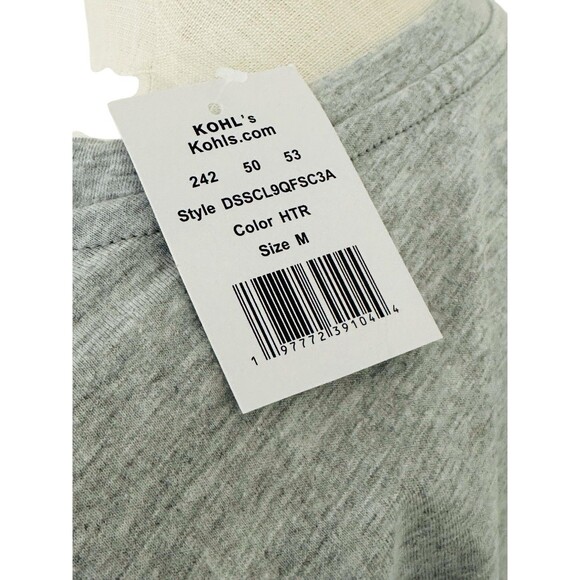 KOHL's
Kohls.com
242 50 53
Style DSSCL9QFSC3A
Color HTR
Size M
1 97772 39104 4